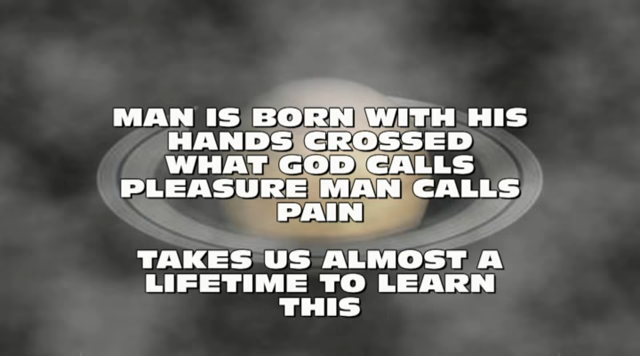 MAN IS BORN WITH HIS
HANDS CROSSED
WHAT GOD CALLS
PLEASURE MAN CALLS
PAIN
TAKES US ALMOST A
LIFETIME TO LEARN
THIS